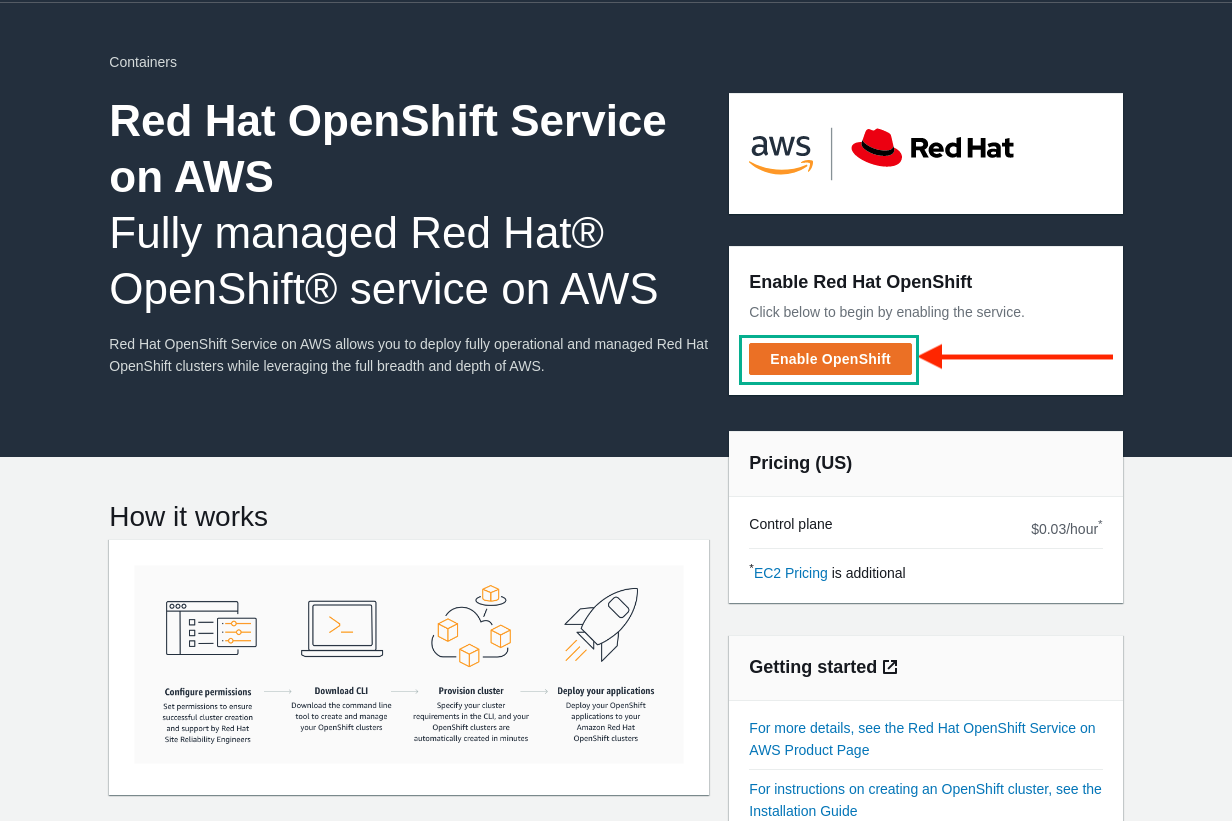 Containers
Red Hat OpenShift Service
on AWS
Fully managed Red Hat®
OpenShift® service on AWS
Red Hat OpenShift Service on AWS allows you to deploy fully operational and managed Red Hat
OpenShift clusters while leveraging the full breadth and depth of AWS.
aws
Red Hat
Enable Red Hat OpenShift
Click below to begin by enabling the service.
Enable OpenShift
Pricing (US)
Control plane
$0.03/hour*
*EC2 Pricing is additional
How it works
Configure permissions
Set permissions to ensure
successful cluster creation
and support by Red Hat
Site Reliability Engineers
Download CLI
Download the command line
tool to create and manage
your OpenShift clusters
Provision cluster
Specify your cluster
requirements in the CLI, and your
OpenShift clusters are
automatically created in minutes
Deploy your applications
Deploy your OpenShift
applications to your
Amazon Red Hat
OpenShift clusters
Getting started
For more details, see the Red Hat OpenShift Service on
AWS Product Page
For instructions on creating an OpenShift cluster, see the
Installation Guide